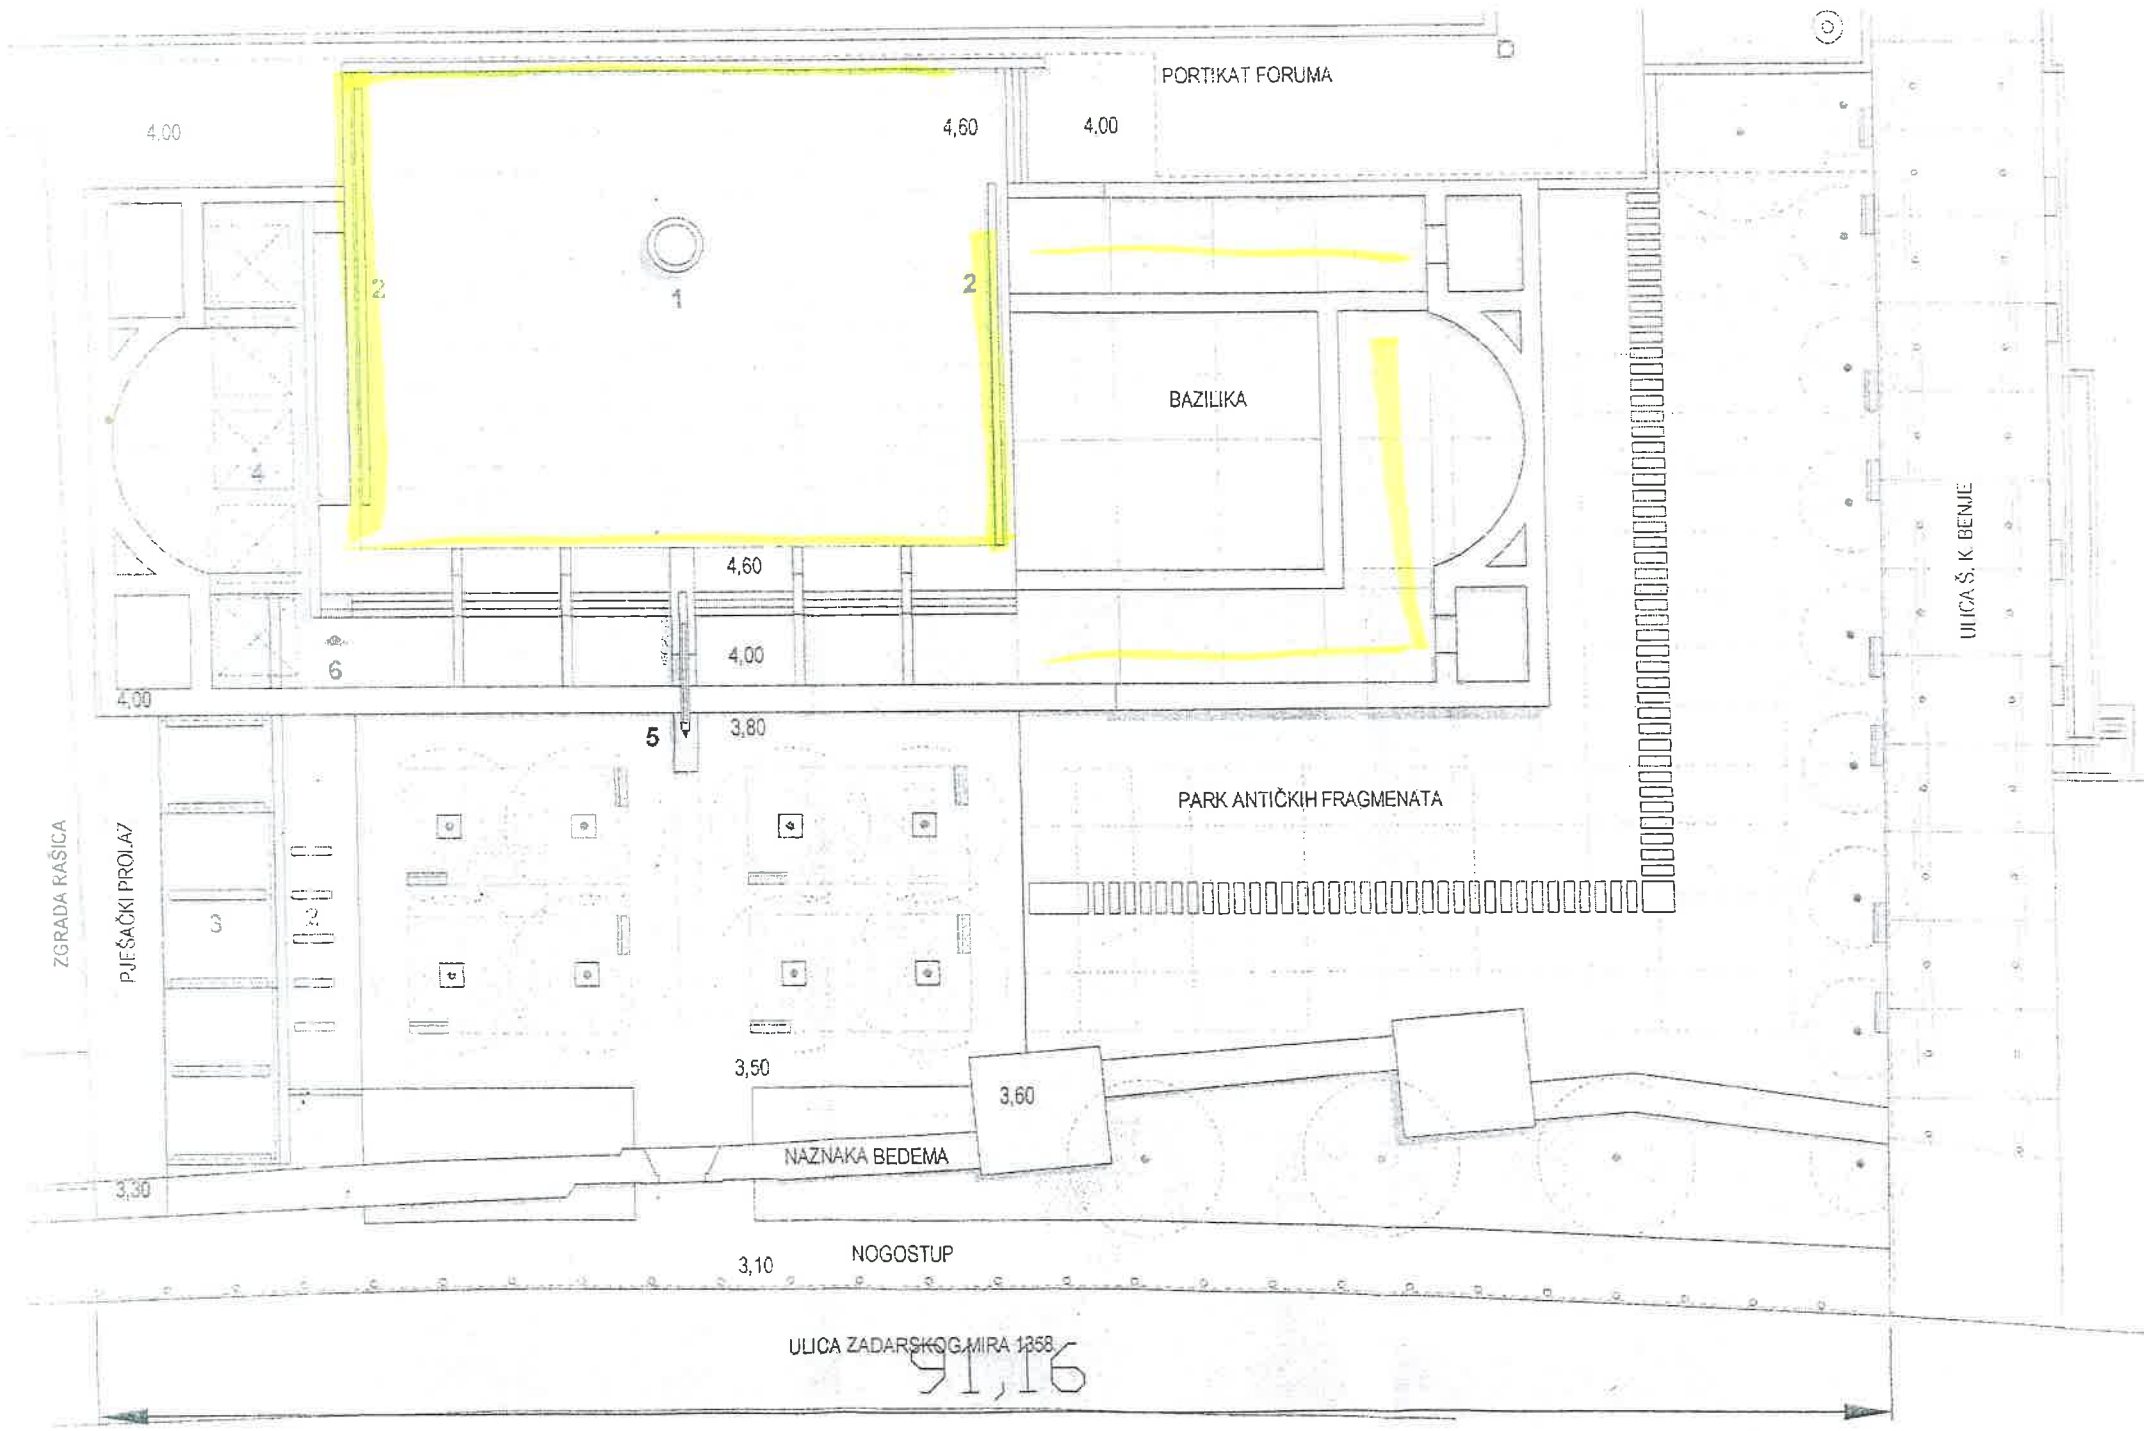 PORTIKAT FORUMA
4,00
4,60
4,00
2
1
2
BAZILIKA
4
4,60
4,00
6
4,00
3,80
5
PARK ANTIČKIH FRAGMENATA
ULICA Š. K. BENJE
ZGRADA RAŠICA
PJEŠAČKI PROLAZ
3
3,50
3,60
NAZNAKA BEDEMA
3,30
NOGOSTUP
3,10
ULICA ZADARSKOG MIRA 1358.
91,16